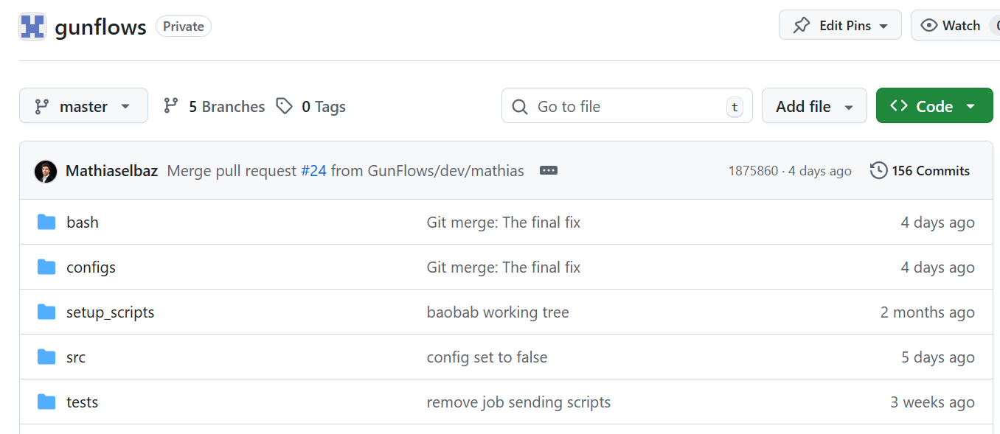 gunflows Private Edit Pins Watch
master 5 Branches 0 Tags Go to file t Add file Code
Mathiaselbaz Merge pull request #24 from GunFlows/dev/mathias 1875860 · 4 days ago 156 Commits
bash Git merge: The final fix 4 days ago
configs Git merge: The final fix 4 days ago
setup_scripts baobab working tree 2 months ago
src config set to false 5 days ago
tests remove job sending scripts 3 weeks ago